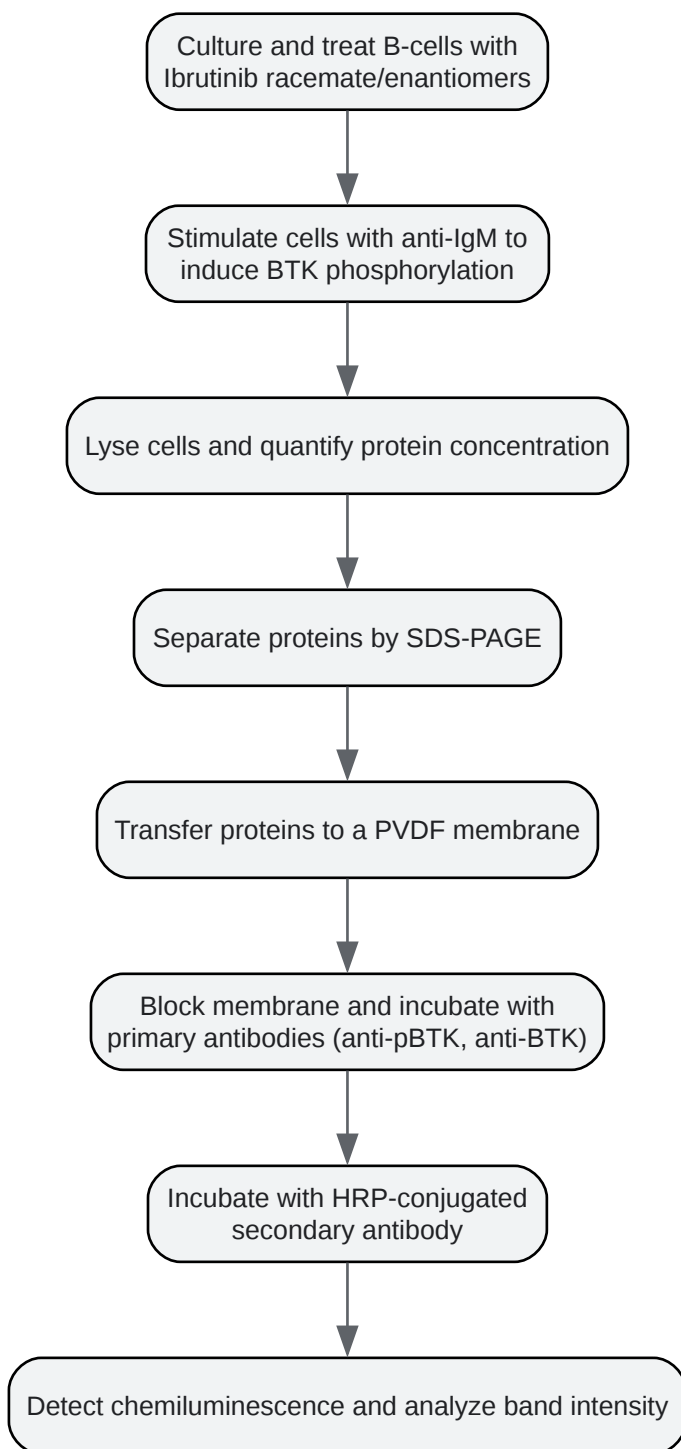 Culture and treat B-cells with
Ibrutinib racemate/enantiomers
Stimulate cells with anti-IgM to
induce BTK phosphorylation
Lyse cells and quantify protein concentration
Separate proteins by SDS-PAGE
Transfer proteins to a PVDF membrane
Block membrane and incubate with
primary antibodies (anti-pBTK, anti-BTK)
Incubate with HRP-conjugated
secondary antibody
Detect chemiluminescence and analyze band intensity